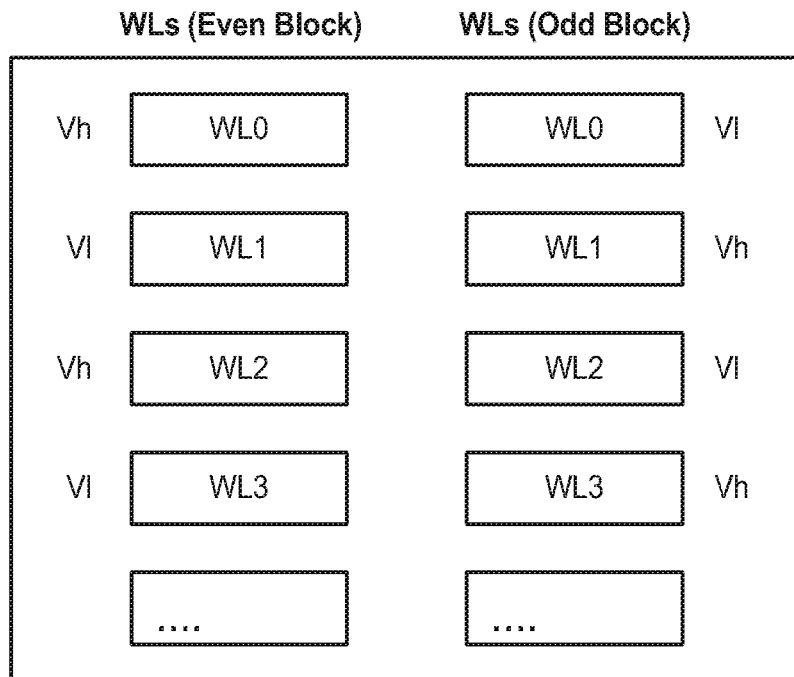 WLs (Even Block) WLs (Odd Block)
Vh WL0 WL0 Vl
Vl WL1 WL1 Vh
Vh WL2 WL2 Vl
Vl WL3 WL3 Vh
.... ....